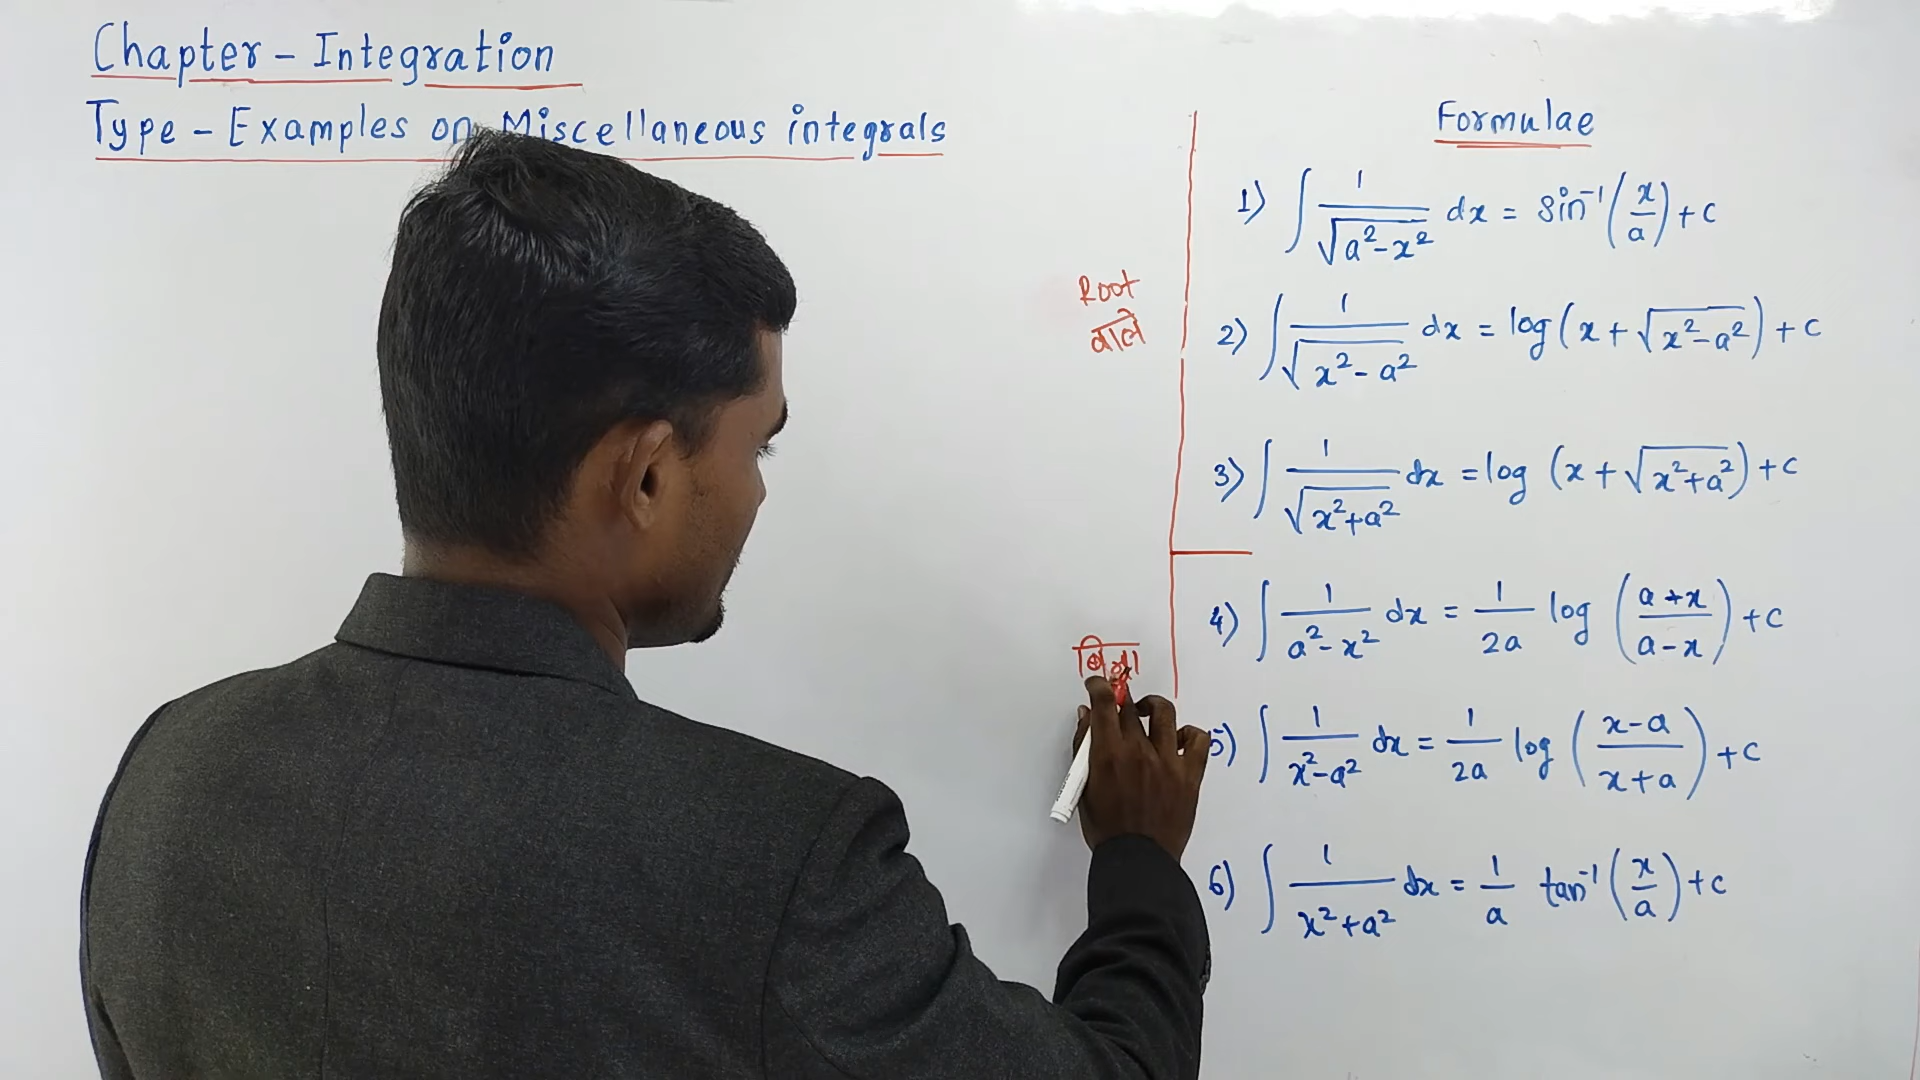 Chapter - Integration
Type - Examples on Miscellaneous integrals
Formulae
1) ∫ 1/√(a²-x²) dx = sin⁻¹(x/a) + c
Root
वाले
2) ∫ 1/√(x²-a²) dx = log(x + √(x²-a²)) + c
3) ∫ 1/√(x²+a²) dx = log (x + √(x²+a²)) + c
4) ∫ 1/(a²-x²) dx = 1/2a log ((a+x)/(a-x)) + c
5) ∫ 1/(x²-a²) dx = 1/2a log ((x-a)/(x+a)) + c
6) ∫ 1/(x²+a²) dx = 1/a tan⁻¹(x/a) + c